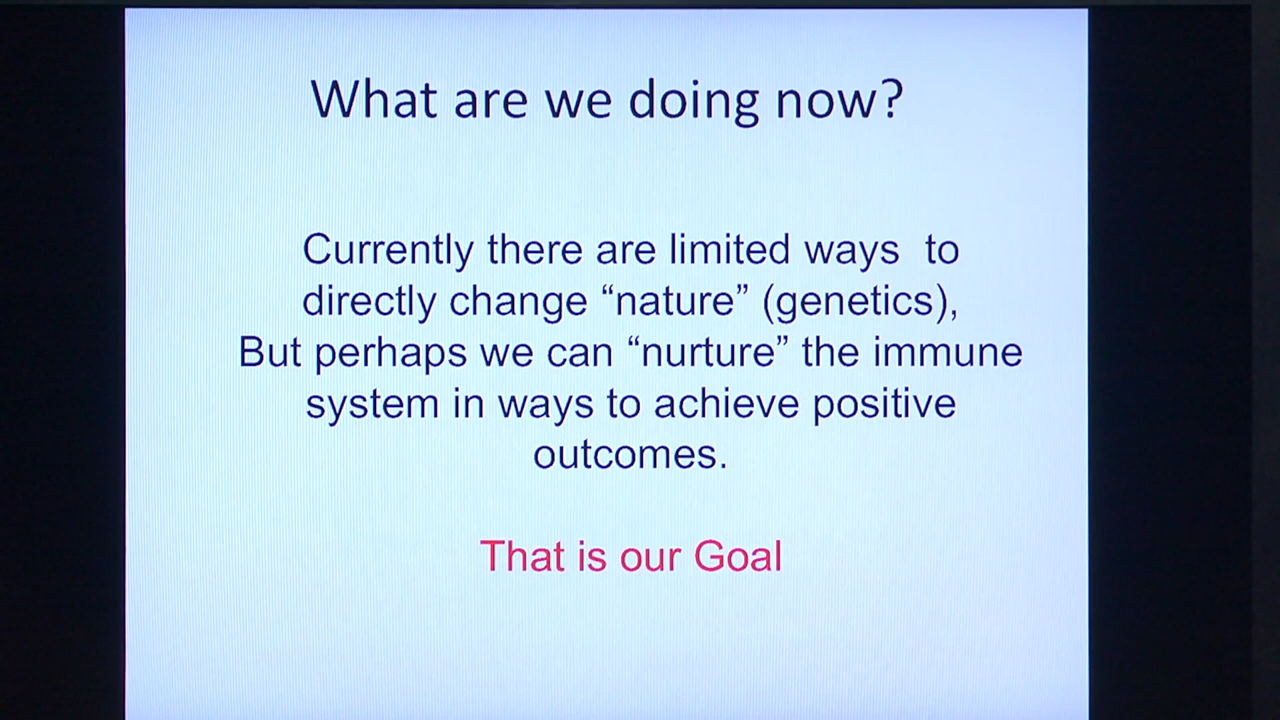 What are we doing now?
Currently there are limited ways  to
directly change “nature” (genetics),
But perhaps we can “nurture” the immune
system in ways to achieve positive
outcomes.
That is our Goal